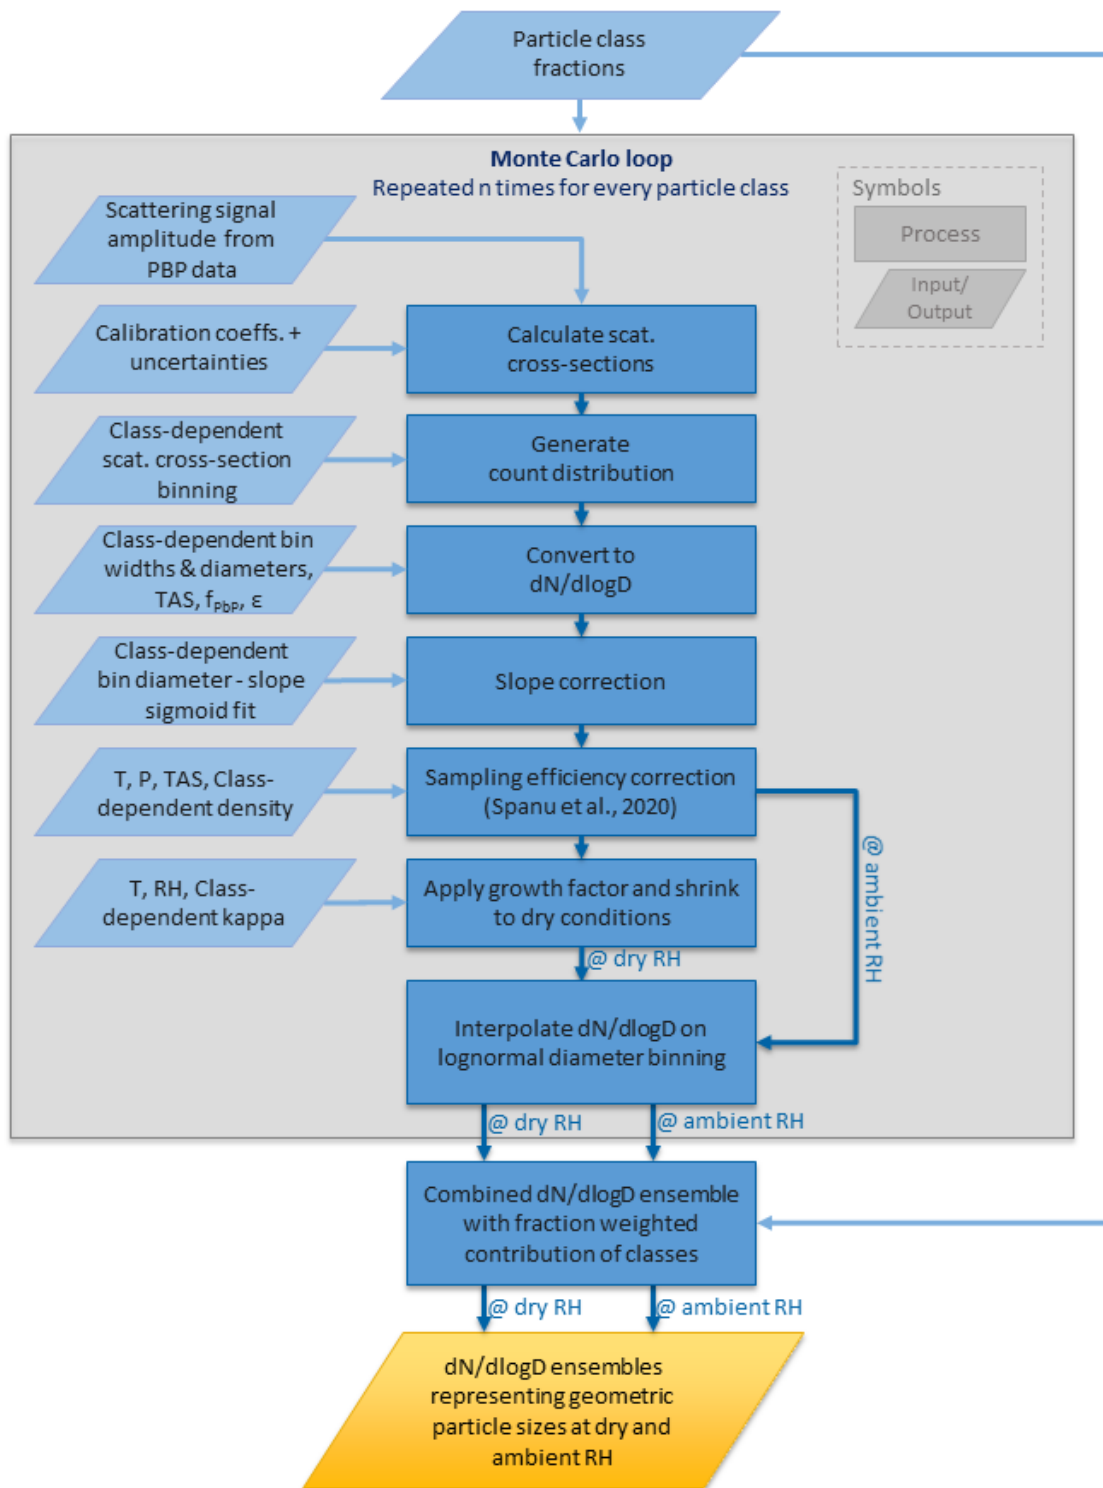 Particle class
fractions
Monte Carlo loop
Repeated n times for every particle class
Symbols
Process
Input/
Output
Scattering signal
amplitude from
PBP data
Calibration coeffs. +
uncertainties
Calculate scat.
cross-sections
Class-dependent
scat. cross-section
binning
Generate
count distribution
Class-dependent bin
widths & diameters,
TAS, fPbP, ε
Convert to
dN/dlogD
Class-dependent
bin diameter - slope
sigmoid fit
Slope correction
T, P, TAS, Class-
dependent density
Sampling efficiency correction
(Spanu et al., 2020)
@ ambient RH
T, RH, Class-
dependent kappa
Apply growth factor and shrink
to dry conditions
@ dry RH
Interpolate dN/dlogD on
lognormal diameter binning
@ dry RH
@ ambient RH
Combined dN/dlogD ensemble
with fraction weighted
contribution of classes
@ dry RH
@ ambient RH
dN/dlogD ensembles
representing geometric
particle sizes at dry and
ambient RH